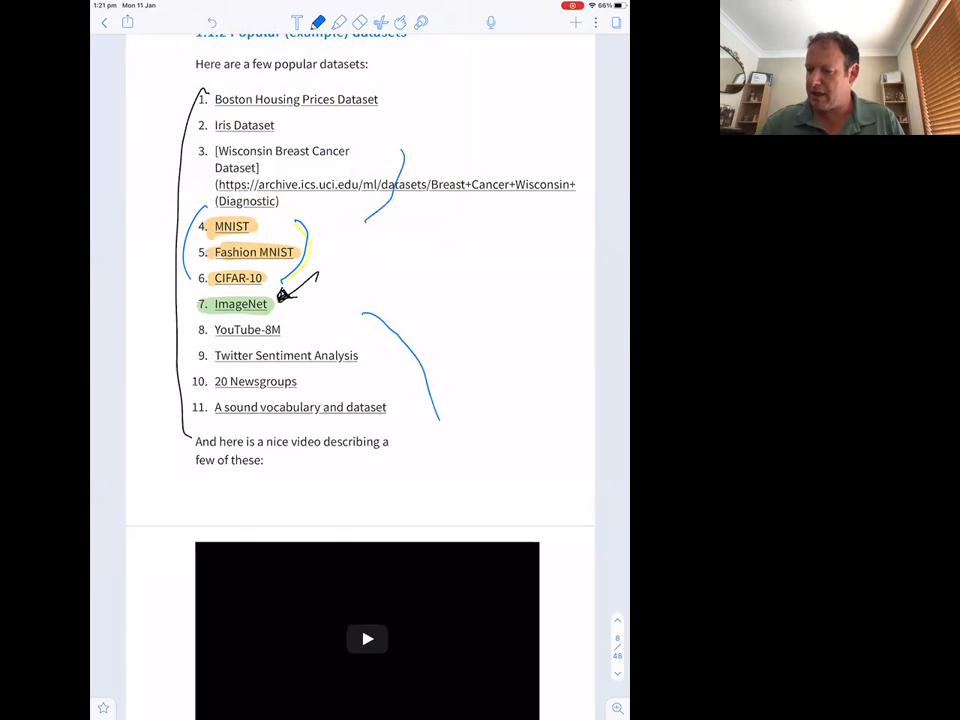 1:21 pm Mon 11 Jan
66%
1.1.2 Popular (example) datasets
Here are a few popular datasets:
1. Boston Housing Prices Dataset
2. Iris Dataset
3. [Wisconsin Breast Cancer
Dataset]
(https://archive.ics.uci.edu/ml/datasets/Breast+Cancer+Wisconsin+
(Diagnostic)
4. MNIST
5. Fashion MNIST
6. CIFAR-10
7. ImageNet
8. YouTube-8M
9. Twitter Sentiment Analysis
10. 20 Newsgroups
11. A sound vocabulary and dataset
And here is a nice video describing a
few of these:
8
/
48